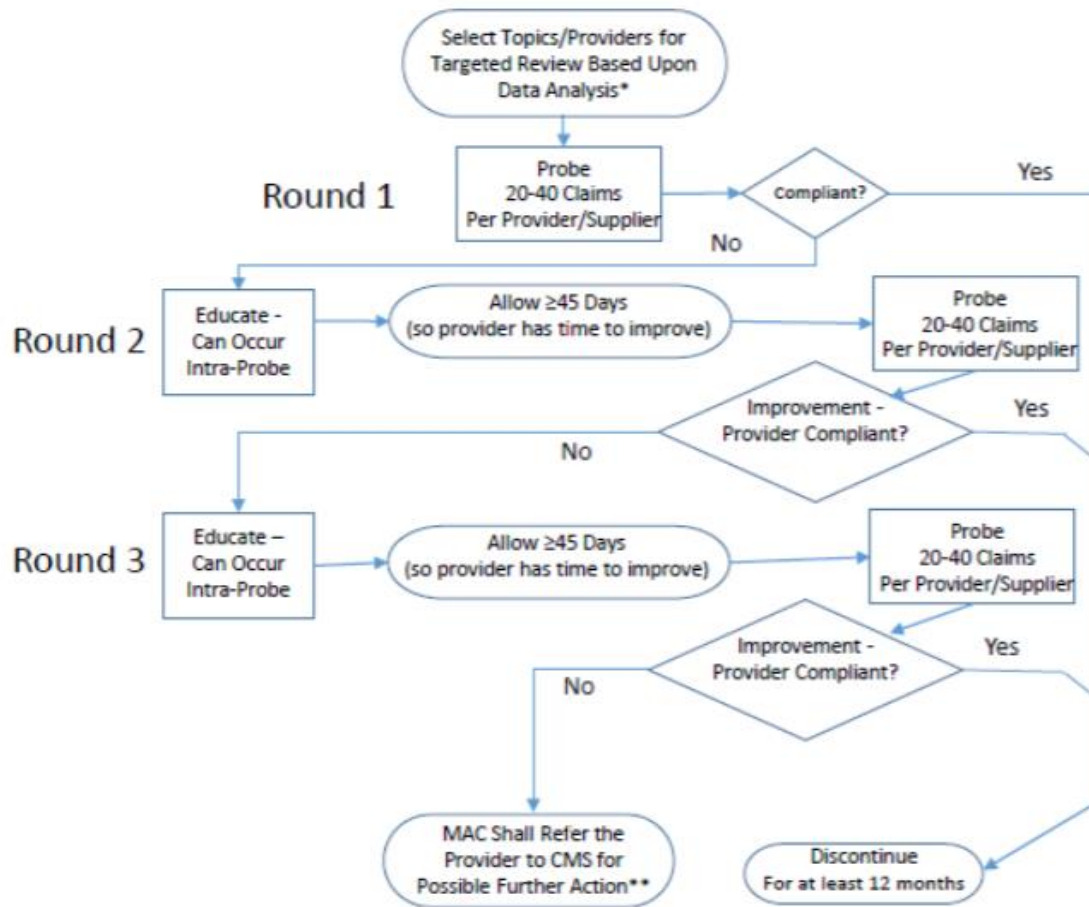 Select Topics/Providers for
Targeted Review Based Upon
Data Analysis*
Round 1
Probe
20-40 Claims
Per Provider/Supplier
Compliant?
Yes
No
Round 2
Educate -
Can Occur
Intra-Probe
Allow ≥45 Days
(so provider has time to improve)
Probe
20-40 Claims
Per Provider/Supplier
Improvement -
Provider Compliant?
Yes
No
Round 3
Educate –
Can Occur
Intra-Probe
Allow ≥45 Days
(so provider has time to improve)
Probe
20-40 Claims
Per Provider/Supplier
Improvement -
Provider Compliant?
Yes
No
MAC Shall Refer the
Provider to CMS for
Possible Further Action**
Discontinue
For at least 12 months